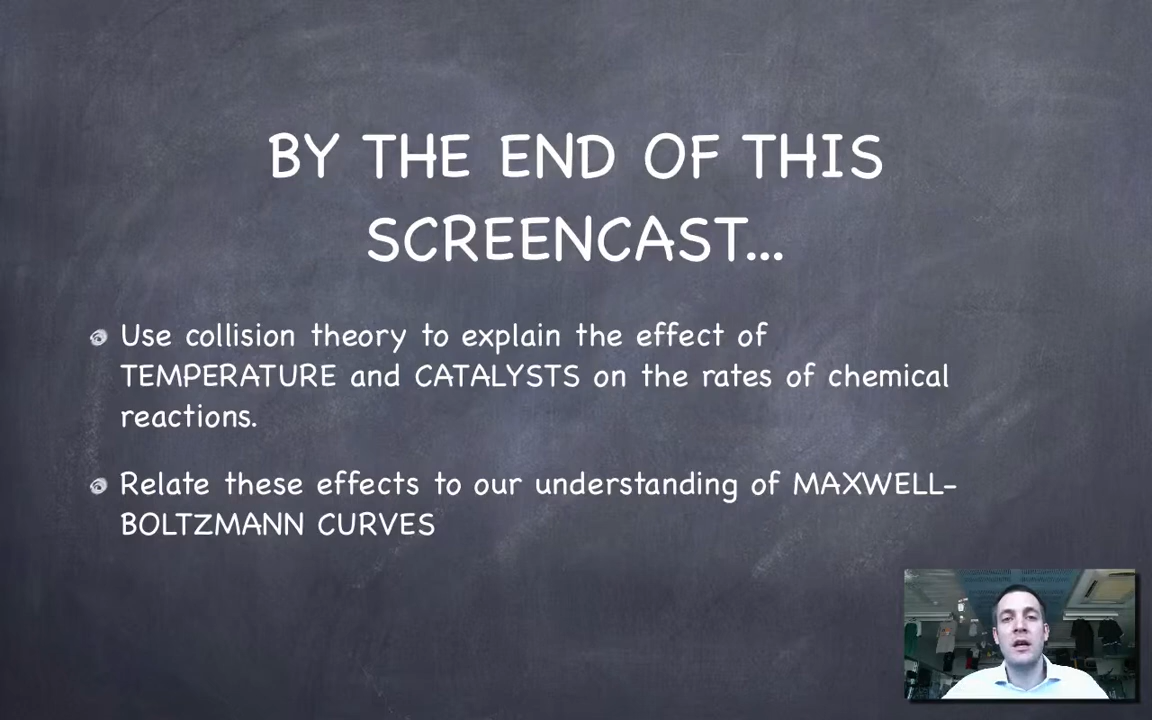 BY THE END OF THIS
SCREENCAST...
Use collision theory to explain the effect of
TEMPERATURE and CATALYSTS on the rates of chemical
reactions.
Relate these effects to our understanding of MAXWELL-
BOLTZMANN CURVES